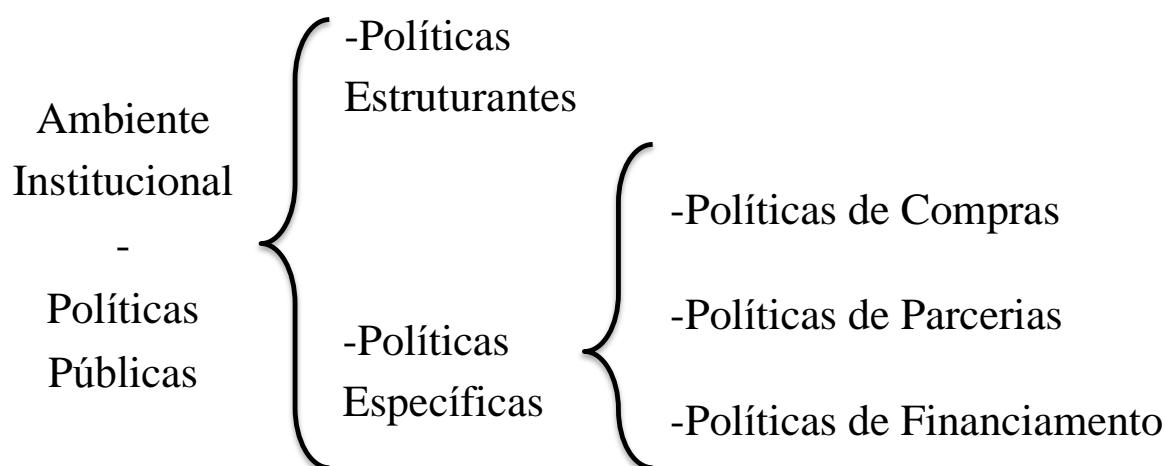 Ambiente
Institucional
-
Políticas
Públicas
-Políticas
Estruturantes
-Políticas
Específicas
-Políticas de Compras
-Políticas de Parcerias
-Políticas de Financiamento